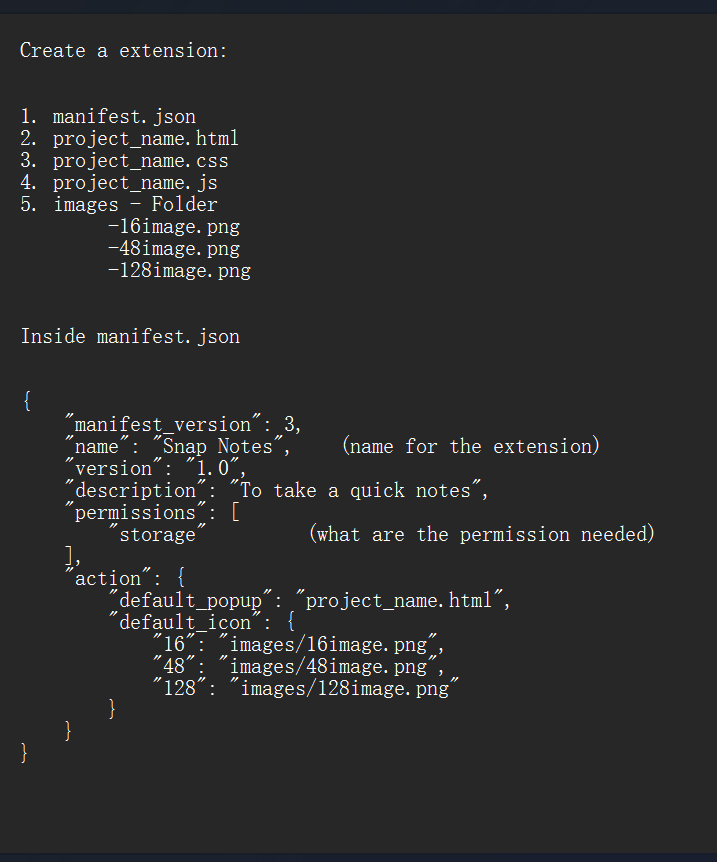 Create a extension:
1. manifest.json
2. project_name.html
3. project_name.css
4. project_name.js
5. images - Folder
-16image.png
-48image.png
-128image.png
Inside manifest.json
{
"manifest_version": 3,
"name": "Snap Notes",    (name for the extension)
"version": "1.0",
"description": "To take a quick notes",
"permissions": [
"storage"    (what are the permission needed)
],
"action": {
"default_popup": "project_name.html",
"default_icon": {
"16": "images/16image.png",
"48": "images/48image.png",
"128": "images/128image.png"
}
}
}